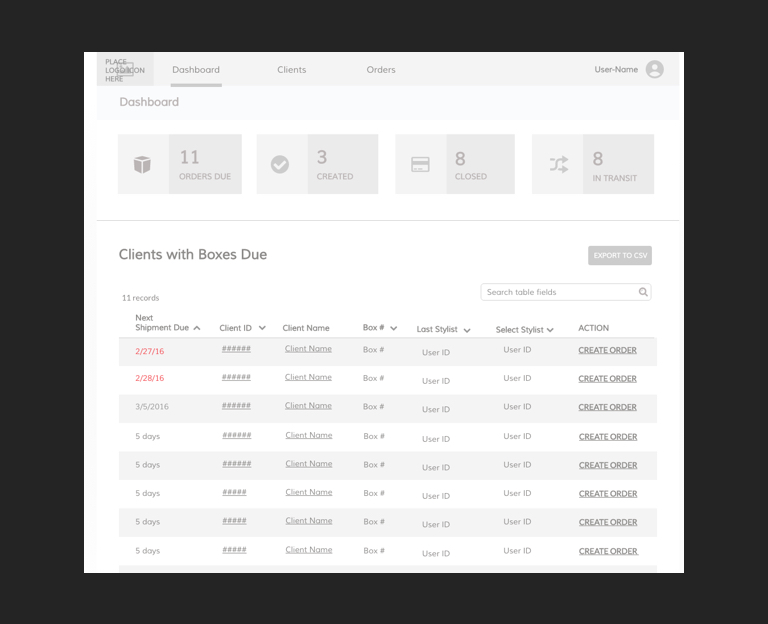 PLACE
LOGO/ICON
HERE
Dashboard Clients Orders User-Name
Dashboard
11
ORDERS DUE
3
CREATED
8
CLOSED
8
IN TRANSIT
Clients with Boxes Due
EXPORT TO CSV
Search table fields
11 records
Next
Shipment Due Client ID Client Name Box # Last Stylist Select Stylist ACTION
2/27/16 ###### Client Name Box # User ID User ID CREATE ORDER
2/28/16 ###### Client Name Box # User ID User ID CREATE ORDER
3/5/2016 ###### Client Name Box # User ID User ID CREATE ORDER
5 days ###### Client Name Box # User ID User ID CREATE ORDER
5 days ###### Client Name Box # User ID User ID CREATE ORDER
5 days ##### Client Name Box # User ID User ID CREATE ORDER
5 days ##### Client Name Box # User ID User ID CREATE ORDER
5 days ##### Client Name Box # User ID User ID CREATE ORDER